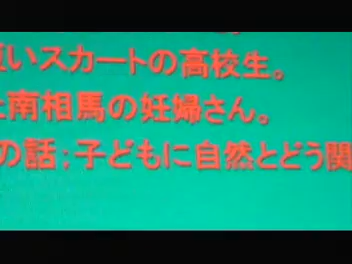 いスカートの高校生。
南相馬の妊婦さん。
の話；子どもに自然とどう関